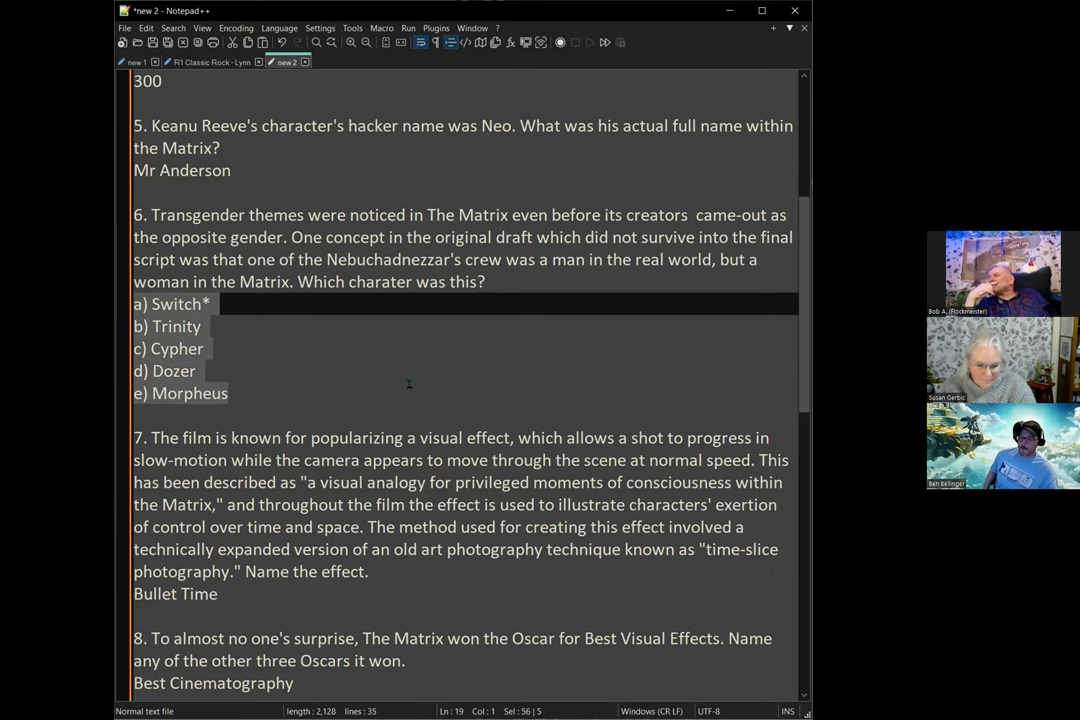 *new 2 - Notepad++
File Edit Search View Encoding Language Settings Tools Macro Run Plugins Window ?
new 1 R1 Classic Rock - Lynn new 2
300
5. Keanu Reeve's character's hacker name was Neo. What was his actual full name within
the Matrix?
Mr Anderson
6. Transgender themes were noticed in The Matrix even before its creators  came-out as
the opposite gender. One concept in the original draft which did not survive into the final
script was that one of the Nebuchadnezzar's crew was a man in the real world, but a
woman in the Matrix. Which charater was this?
a) Switch*
b) Trinity
c) Cypher
d) Dozer
e) Morpheus
7. The film is known for popularizing a visual effect, which allows a shot to progress in
slow-motion while the camera appears to move through the scene at normal speed. This
has been described as "a visual analogy for privileged moments of consciousness within
the Matrix," and throughout the film the effect is used to illustrate characters' exertion
of control over time and space. The method used for creating this effect involved a
technically expanded version of an old art photography technique known as "time-slice
photography." Name the effect.
Bullet Time
8. To almost no one's surprise, The Matrix won the Oscar for Best Visual Effects. Name
any of the other three Oscars it won.
Best Cinematography
Normal text file length : 2,128 lines : 35 Ln : 19 Col : 1 Sel : 56 | 5 Windows (CR LF) UTF-8 INS
Bob A. (Flockmeister)
Susan Gerbic
Ben Bellinger